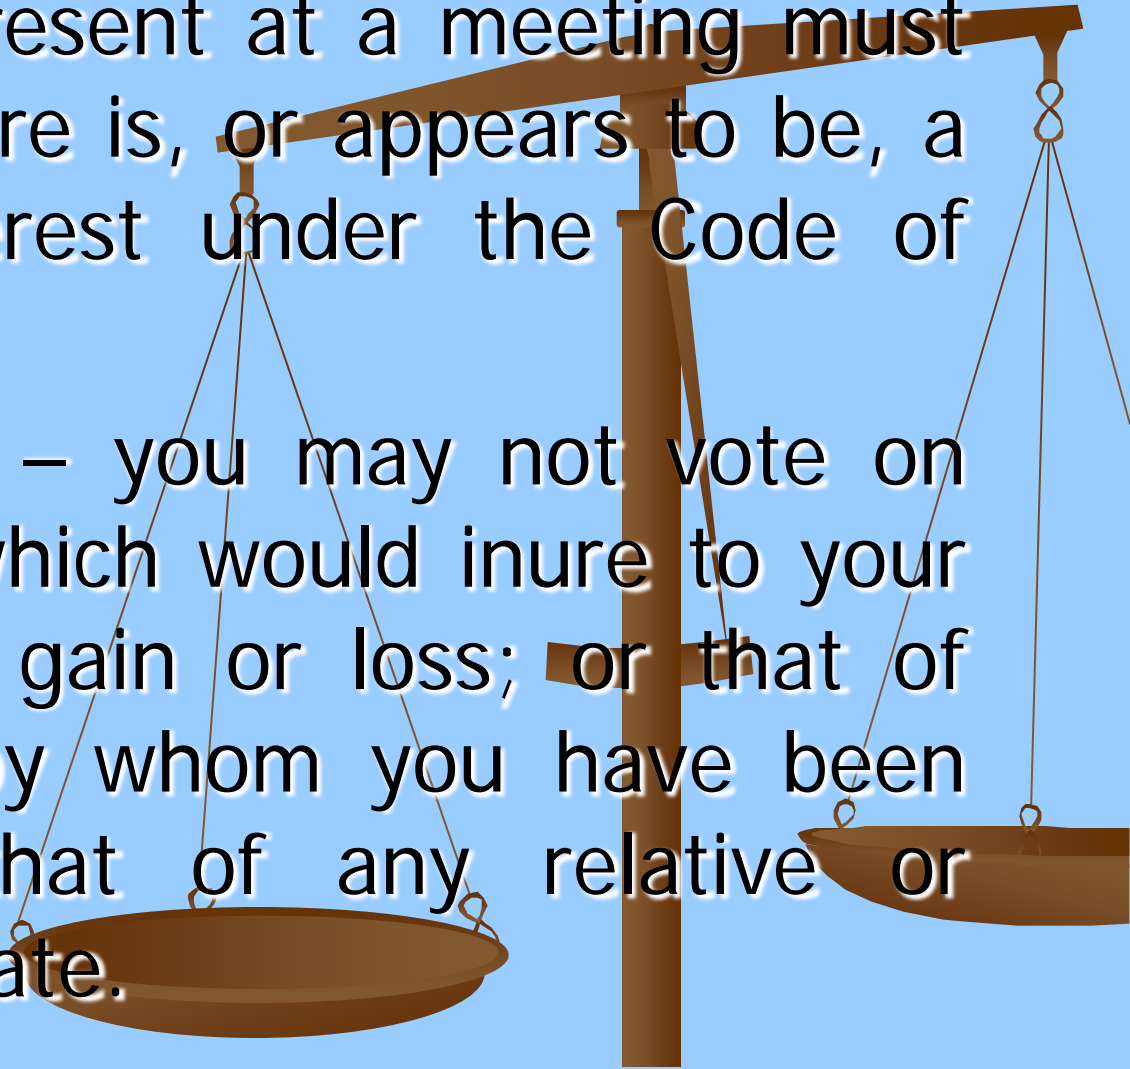 resent at a meeting must
re is, or appears to be, a
rest under the Code of
– you may not vote on
which would inure to your
gain or loss; or that of
y whom you have been
hat of any relative or
ate.